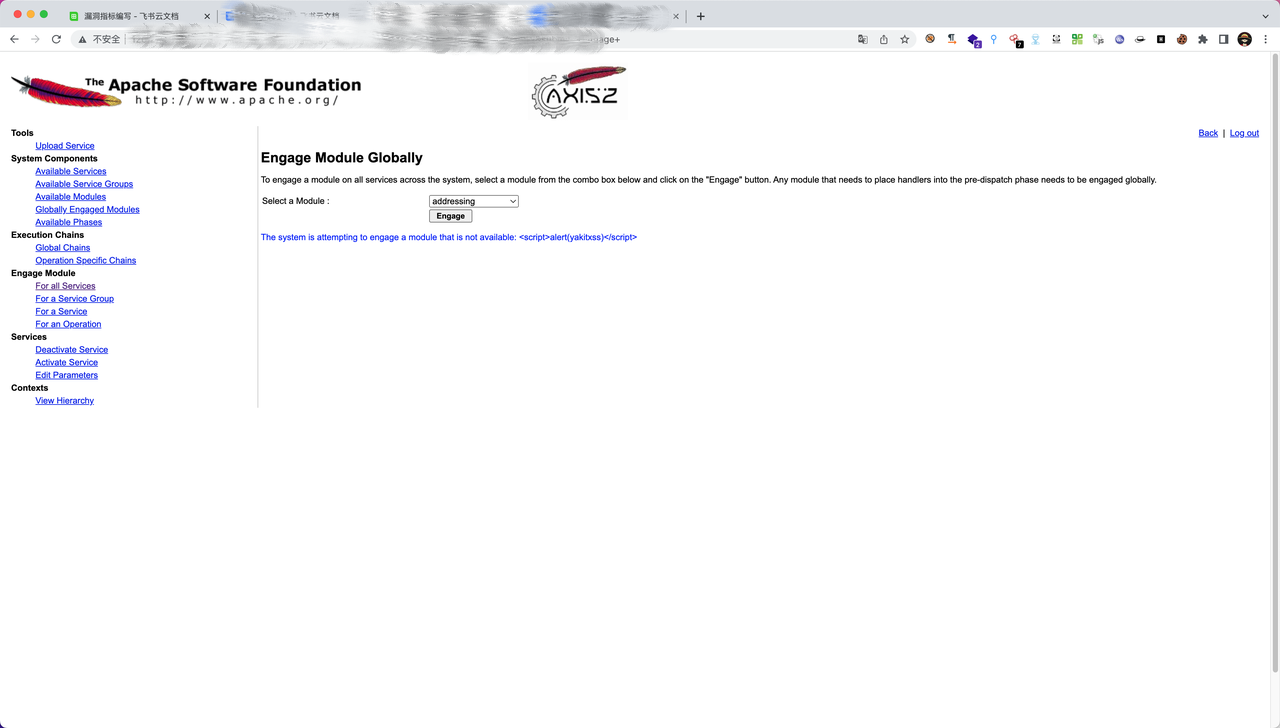 漏洞指标编写 - 飞书云文档
书云文档
不安全
age+
2
7
js
The Apache Software Foundation
http://www.apache.org/
AXIS2
Back | Log out
Tools
Upload Service
System Components
Available Services
Available Service Groups
Available Modules
Globally Engaged Modules
Available Phases
Execution Chains
Global Chains
Operation Specific Chains
Engage Module
For all Services
For a Service Group
For a Service
For an Operation
Services
Deactivate Service
Activate Service
Edit Parameters
Contexts
View Hierarchy
Engage Module Globally
To engage a module on all services across the system, select a module from the combo box below and click on the "Engage" button. Any module that needs to place handlers into the pre-dispatch phase needs to be engaged globally.
Select a Module :
addressing
Engage
The system is attempting to engage a module that is not available: <script>alert(yakitxss)</script>